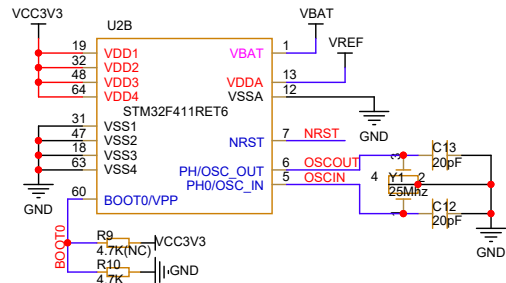 VCC3V3
U2B
VBAT
VREF
19 VDD1
32 VDD2
48 VDD3
64 VDD4
VBAT 1
VDDA 13
VSSA 12
STM32F411RET6
GND
31 VSS1
47 VSS2
18 VSS3
63 VSS4
NRST 7 NRST
PH/OSC_OUT 6 OSCOUT
PH0/OSC_IN 5 OSCIN
GND
60 BOOT0/VPP
C13
20pF
3
4 Y1 2
25Mhz
1
C12
20pF
GND
BOOT0
R9 VCC3V3
4.7K(NC)
R10 GND
4.7K